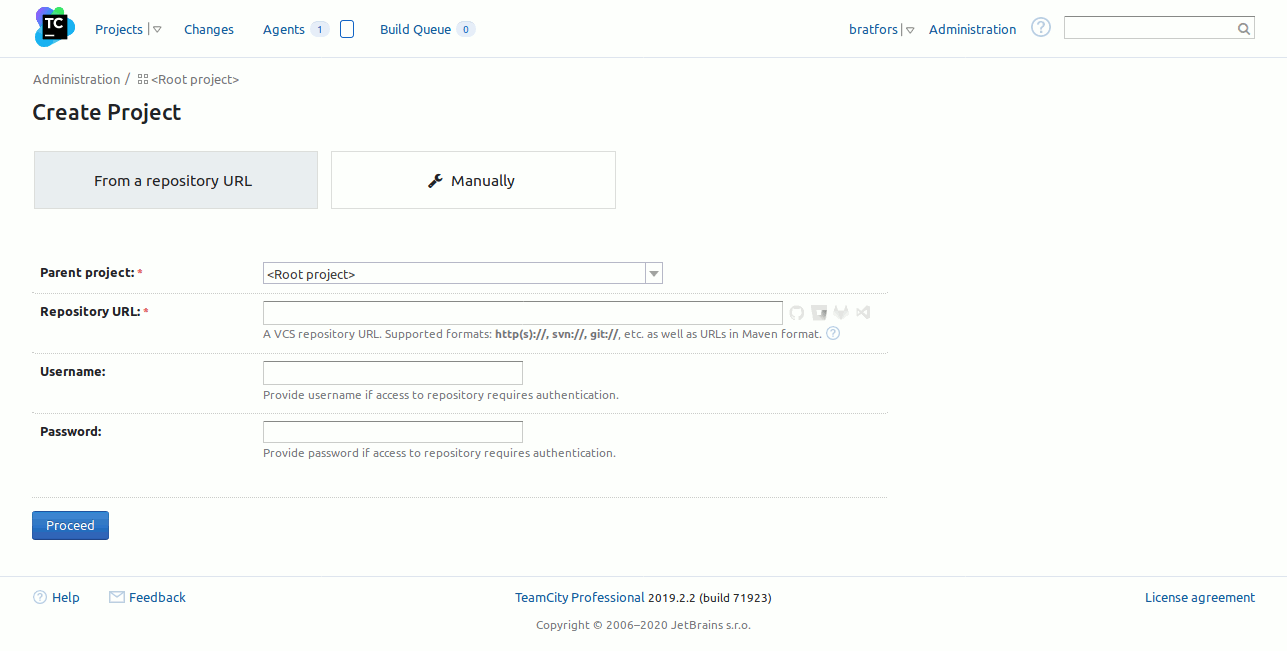 TC Projects Changes Agents 1 Build Queue 0 bratfors Administration ?
Administration / <Root project>
Create Project
From a repository URL Manually
Parent project: * <Root project>
Repository URL: *
A VCS repository URL. Supported formats: http(s)://, svn://, git://, etc. as well as URLs in Maven format. ?
Username:
Provide username if access to repository requires authentication.
Password:
Provide password if access to repository requires authentication.
Proceed
? Help Feedback TeamCity Professional 2019.2.2 (build 71923) License agreement
Copyright © 2006–2020 JetBrains s.r.o.